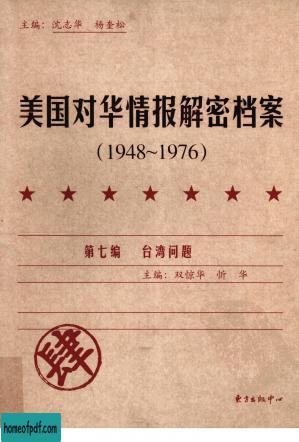 主编：沈志华 杨奎松
美国对华情报解密档案
(1948~1976)
第七编 台湾问题
主编：双惊华 忻华
肆
东方出版中心
homeofpdf.com